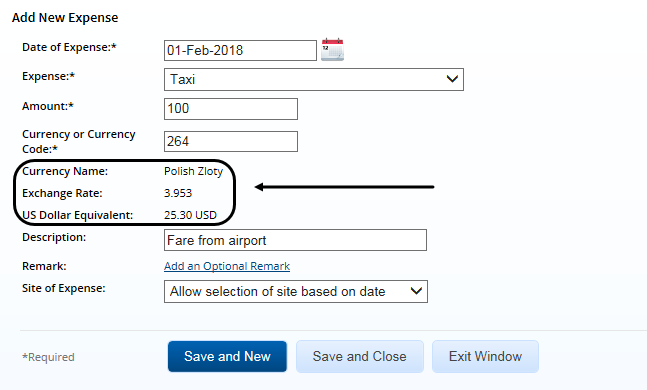 Add New Expense
Date of Expense:* 01-Feb-2018 12
Expense:* Taxi
Amount:* 100
Currency or Currency
Code:* 264
Currency Name: Polish Zloty
Exchange Rate: 3.953
US Dollar Equivalent: 25.30 USD
Description: Fare from airport
Remark: Add an Optional Remark
Site of Expense: Allow selection of site based on date
*Required Save and New Save and Close Exit Window